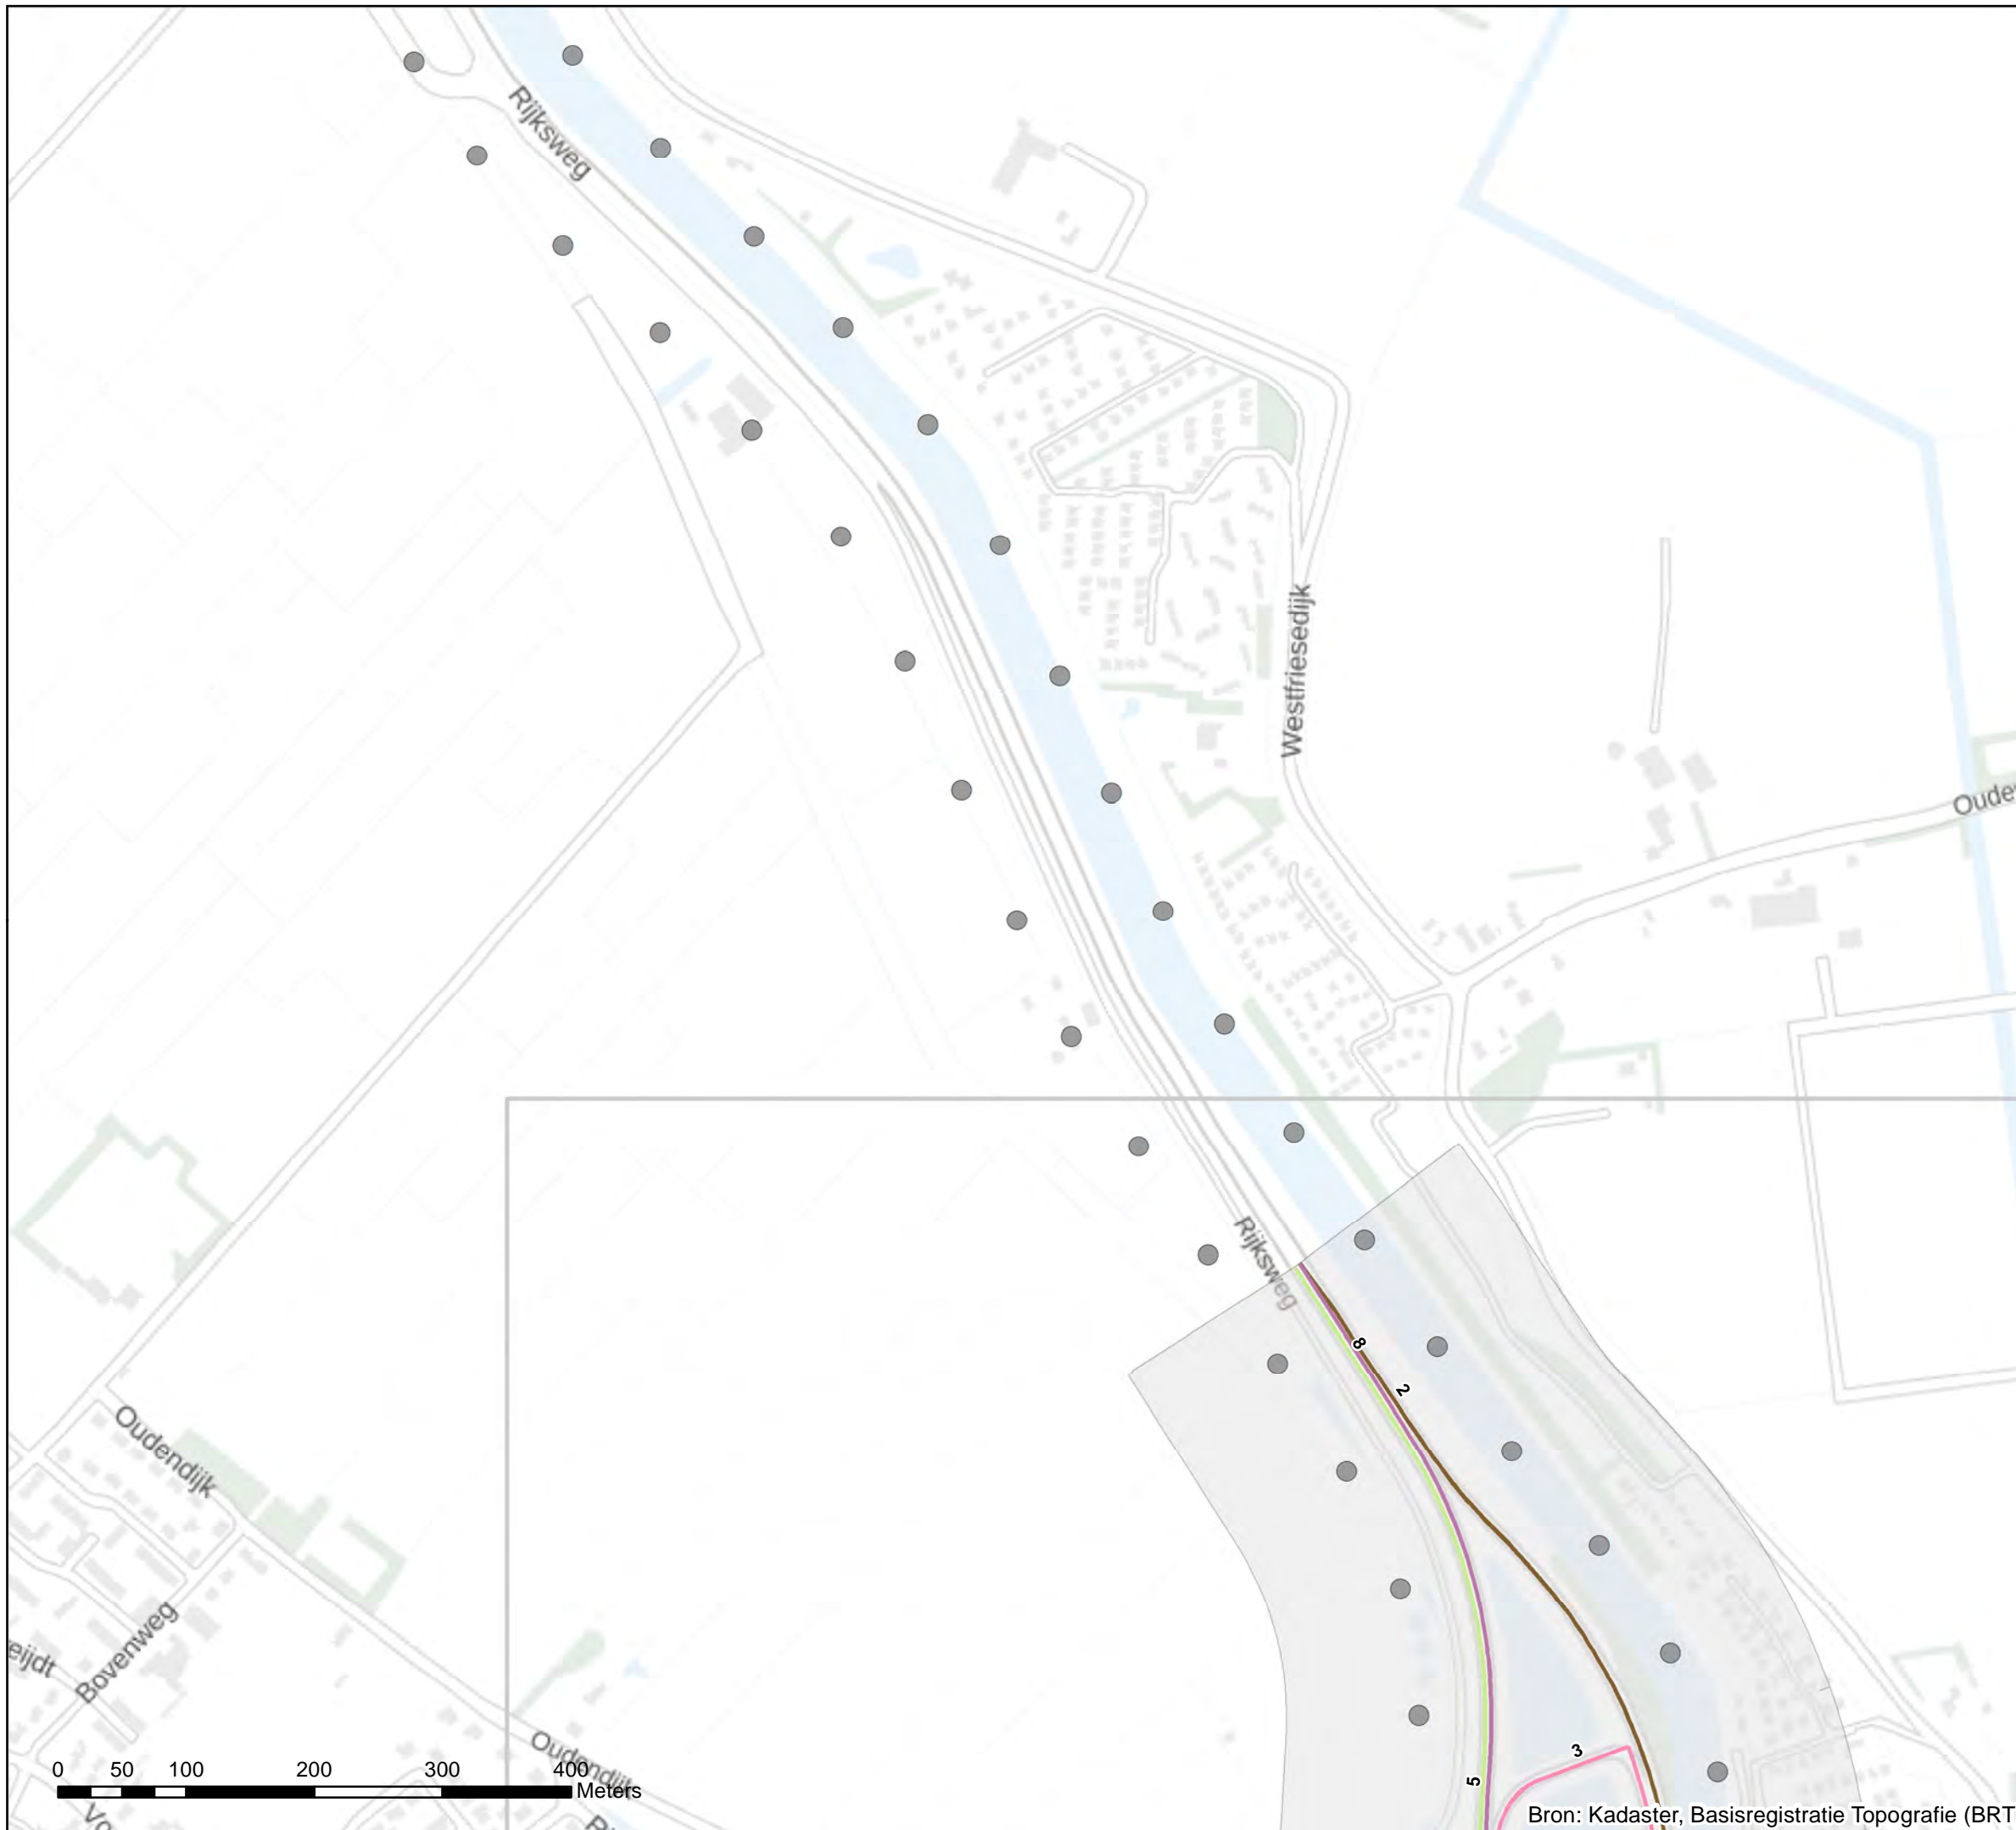 Rijksweg
Westfriesedijk
Oude
Rijksweg
8
2
Oudendijk
Bovenweg
eijdt
Oudendijk
3
5
0 50 100 200 300 400
Meters
Vo
Bron: Kadaster, Basisregistratie Topografie (BRT